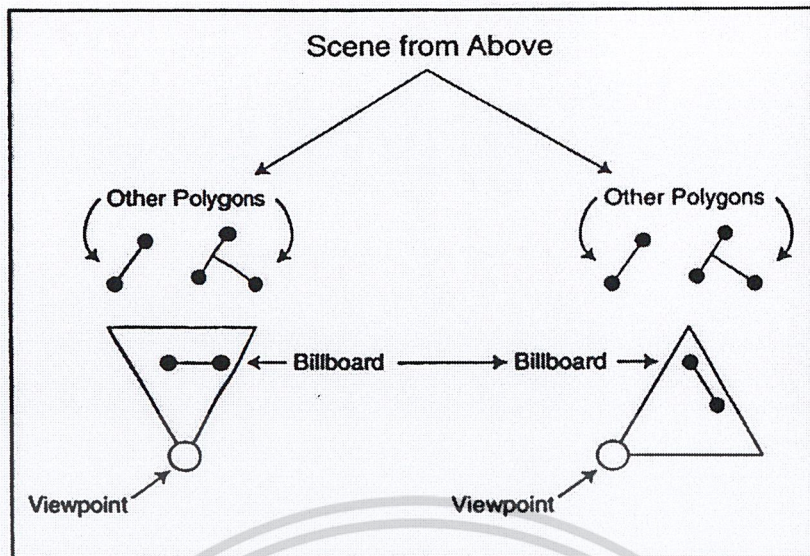 Scene from Above
Other Polygons
Other Polygons
Billboard
Billboard
Viewpoint
Viewpoint